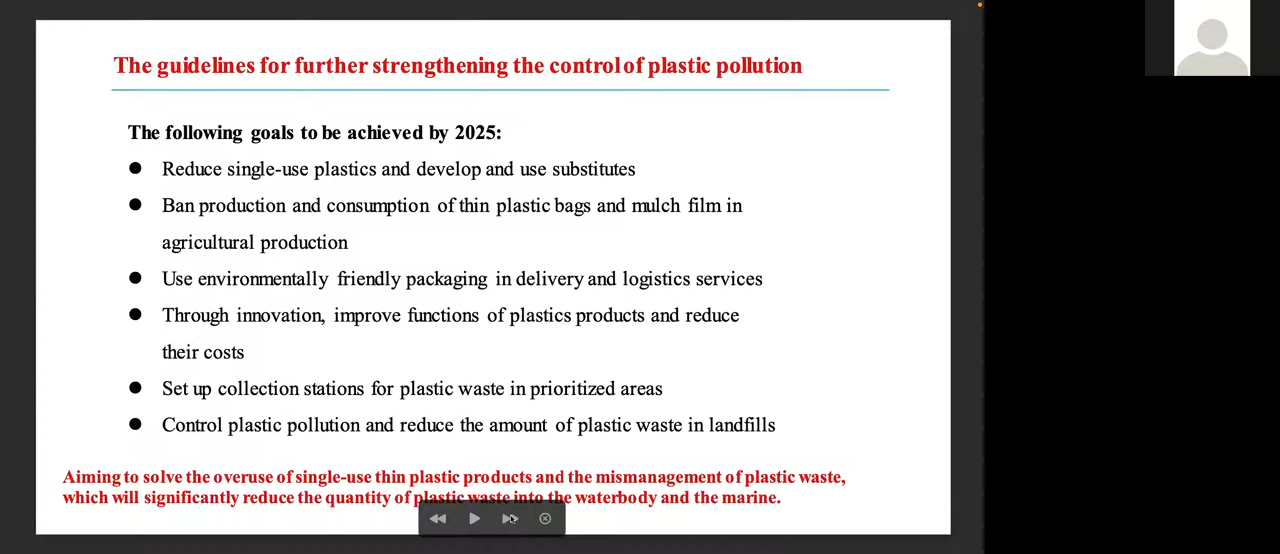 The guidelines for further strengthening the control of plastic pollution
The following goals to be achieved by 2025:
● Reduce single-use plastics and develop and use substitutes
● Ban production and consumption of thin plastic bags and mulch film in
agricultural production
● Use environmentally friendly packaging in delivery and logistics services
● Through innovation, improve functions of plastics products and reduce
their costs
● Set up collection stations for plastic waste in prioritized areas
● Control plastic pollution and reduce the amount of plastic waste in landfills
Aiming to solve the overuse of single-use thin plastic products and the mismanagement of plastic waste,
which will significantly reduce the quantity of plastic waste into the waterbody and the marine.